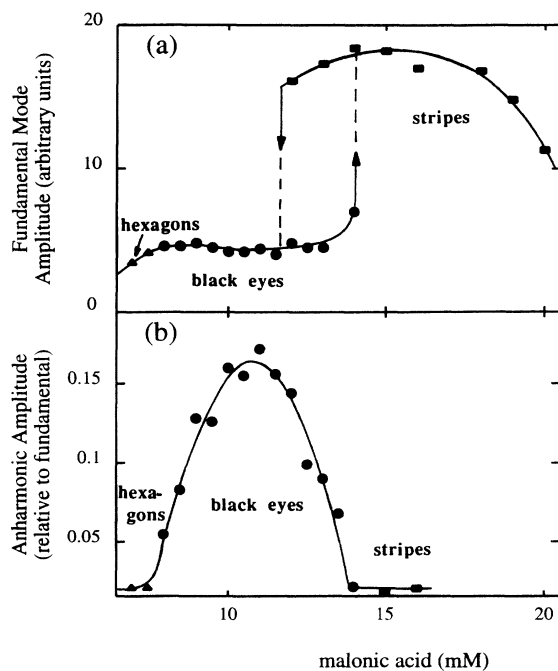 (a)
20
10
0
Fundamental Mode
Amplitude (arbitrary units)
hexagons
black eyes
stripes
(b)
0.15
0.1
0.05
Anharmonic Amplitude
(relative to fundamental)
hexa-
gons
black eyes
stripes
10
15
20
malonic acid (mM)